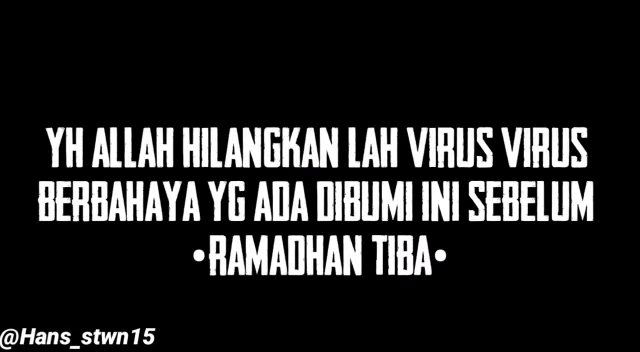 YH ALLAH HILANGKAN LAH VIRUS VIRUS
BERBAHAYA YG ADA DIBUMI INI SEBELUM
•RAMADHAN TIBA•
@Hans_stwn15